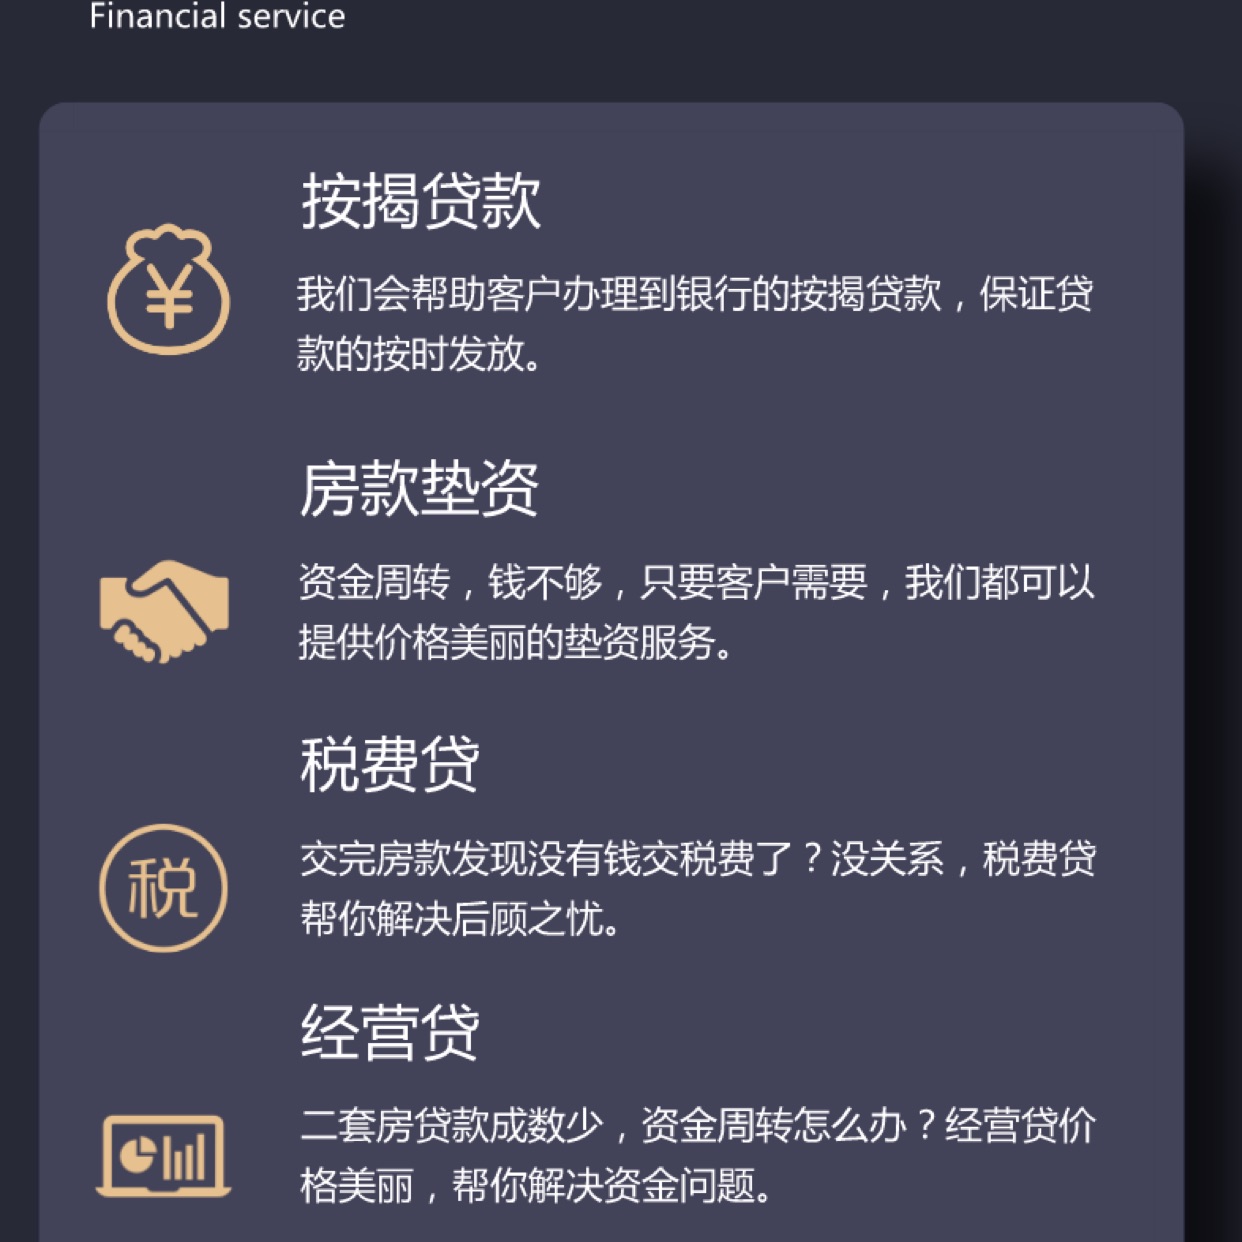 Financial service
按揭贷款
我们会帮助客户办理到银行的按揭贷款，保证贷
款的按时发放。
房款垫资
资金周转，钱不够，只要客户需要，我们都可以
提供价格美丽的垫资服务。
税费贷
交完房款发现没有钱交税费了？没关系，税费贷
税
帮你解决后顾之忧。
经营贷
二套房贷款成数少，资金周转怎么办？经营贷价
格美丽，帮你解决资金问题。